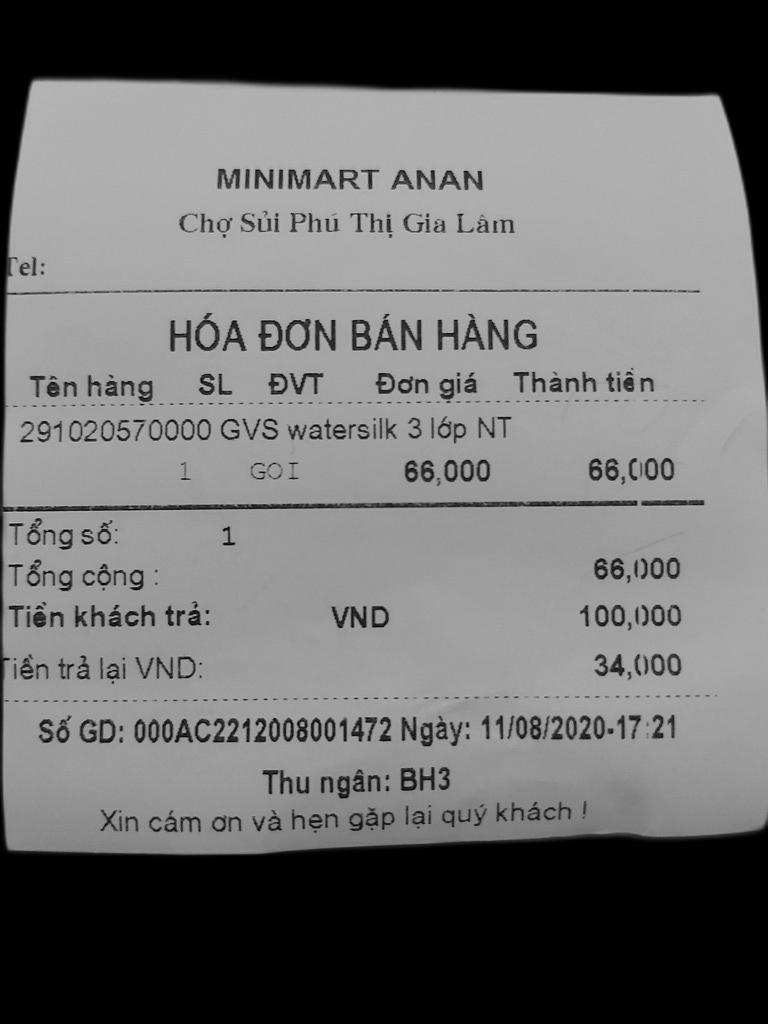 MINIMART ANAN
Chợ Sủi Phú Thị Gia Lâm
Tel:
HÓA ĐƠN BÁN HÀNG
Tên hàng SL ĐVT Đơn giá Thành tiền
291020570000 GVS watersilk 3 lớp NT
1 GOI 66,000 66,000
Tổng số: 1
Tổng cộng : 66,000
Tiền khách trả: VND 100,000
Tiền trả lại VND: 34,000
Số GD: 000AC2212008001472 Ngày: 11/08/2020-17:21
Thu ngân: BH3
Xin cám ơn và hẹn gặp lại quý khách !